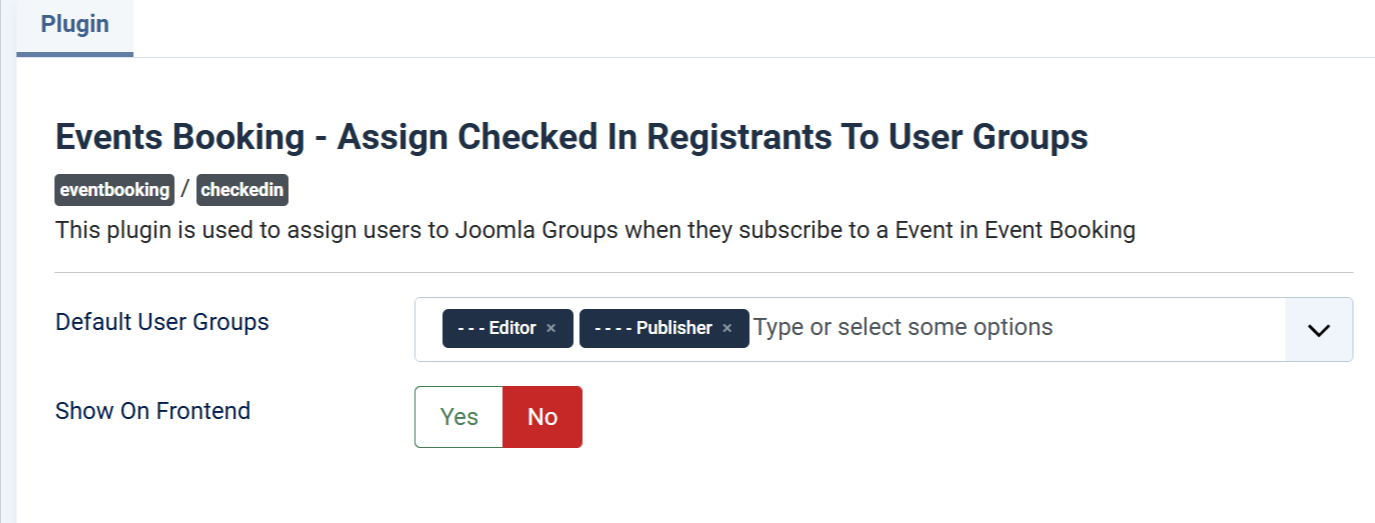 Plugin
Events Booking - Assign Checked In Registrants To User Groups
eventbooking / checkedin
This plugin is used to assign users to Joomla Groups when they subscribe to a Event in Event Booking
Default User Groups - - - Editor × - - - - Publisher × Type or select some options
Show On Frontend Yes No